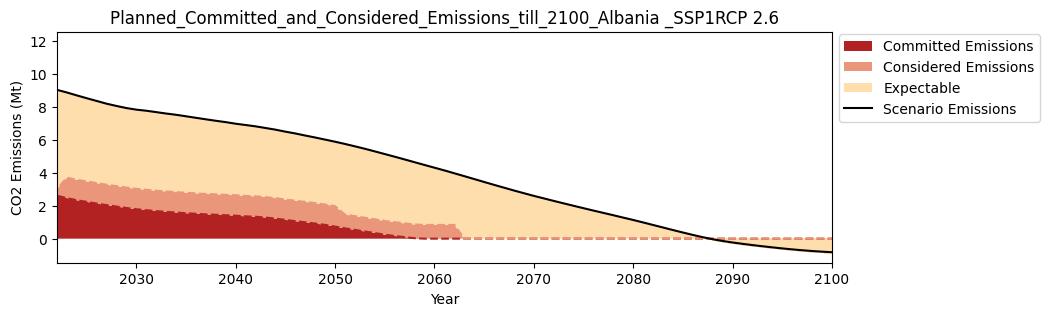 Planned_Committed_and_Considered_Emissions_till_2100_Albania _SSP1RCP 2.6
CO2 Emissions (Mt)
12
10
8
6
4
2
0
2030
2040
2050
2060
2070
2080
2090
2100
Year
Committed Emissions
Considered Emissions
Expectable
Scenario Emissions